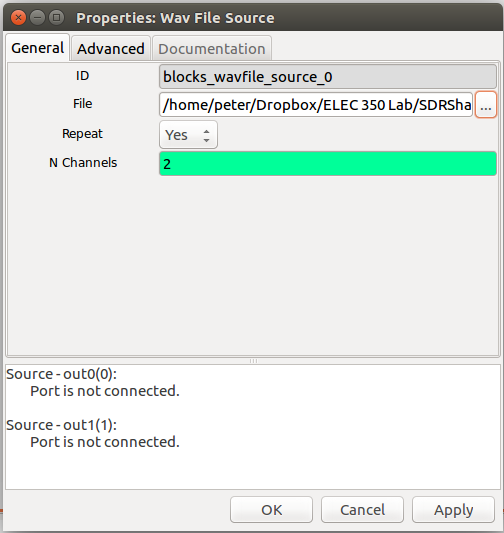 Properties: Wav File Source
General Advanced Documentation
ID blocks_wavfile_source_0
File /home/peter/Dropbox/ELEC 350 Lab/SDRSha ...
Repeat Yes
N Channels 2
Source - out0(0):
Port is not connected.
Source - out1(1):
Port is not connected.
OK Cancel Apply